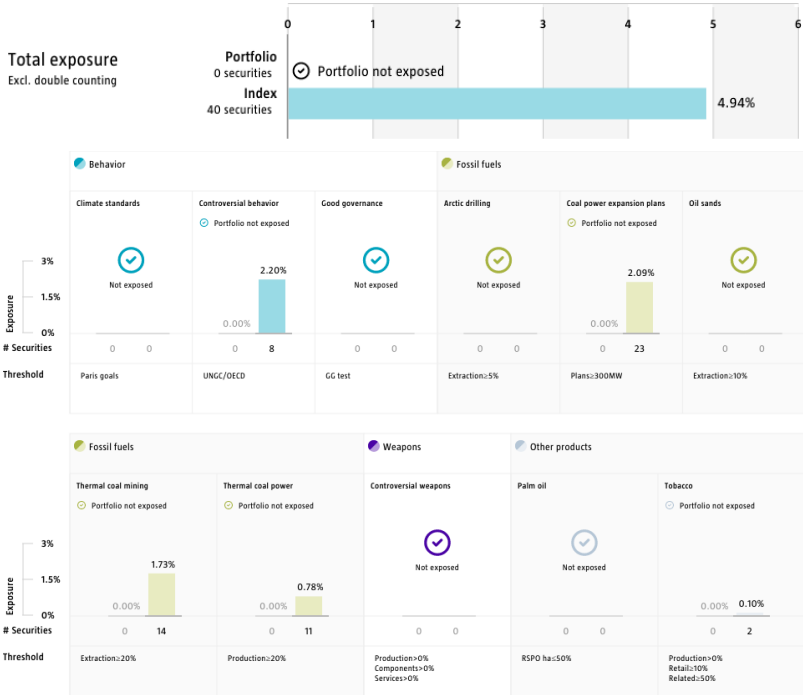 0 1 2 3 4 5 6
Total exposure
Excl. double counting
Portfolio
0 securities
Portfolio not exposed
Index
40 securities
4.94%
Behavior
Fossil fuels
Climate standards
Controversial behavior
Good governance
Arctic drilling
Coal power expansion plans
Oil sands
Portfolio not exposed
Portfolio not exposed
Not exposed
Not exposed
Not exposed
Not exposed
2.20%
2.09%
0.00%
0.00%
Exposure
3%
1.5%
0%
# Securities
0 0 0 8 0 0 0 0 0 23 0 0
Threshold
Paris goals
UNGC/OECD
GG test
Extraction≥5%
Plans≥300MW
Extraction≥10%
Fossil fuels
Weapons
Other products
Thermal coal mining
Thermal coal power
Controversial weapons
Palm oil
Tobacco
Portfolio not exposed
Portfolio not exposed
Portfolio not exposed
Not exposed
Not exposed
1.73%
0.78%
0.00%
0.00%
0.00%
0.10%
Exposure
3%
1.5%
0%
# Securities
0 14 0 11 0 0 0 0 0 2
Threshold
Extraction≥20%
Production≥20%
Production>0%
Components>0%
Services>0%
RSPO ha≤50%
Production>0%
Retail≥10%
Related≥50%